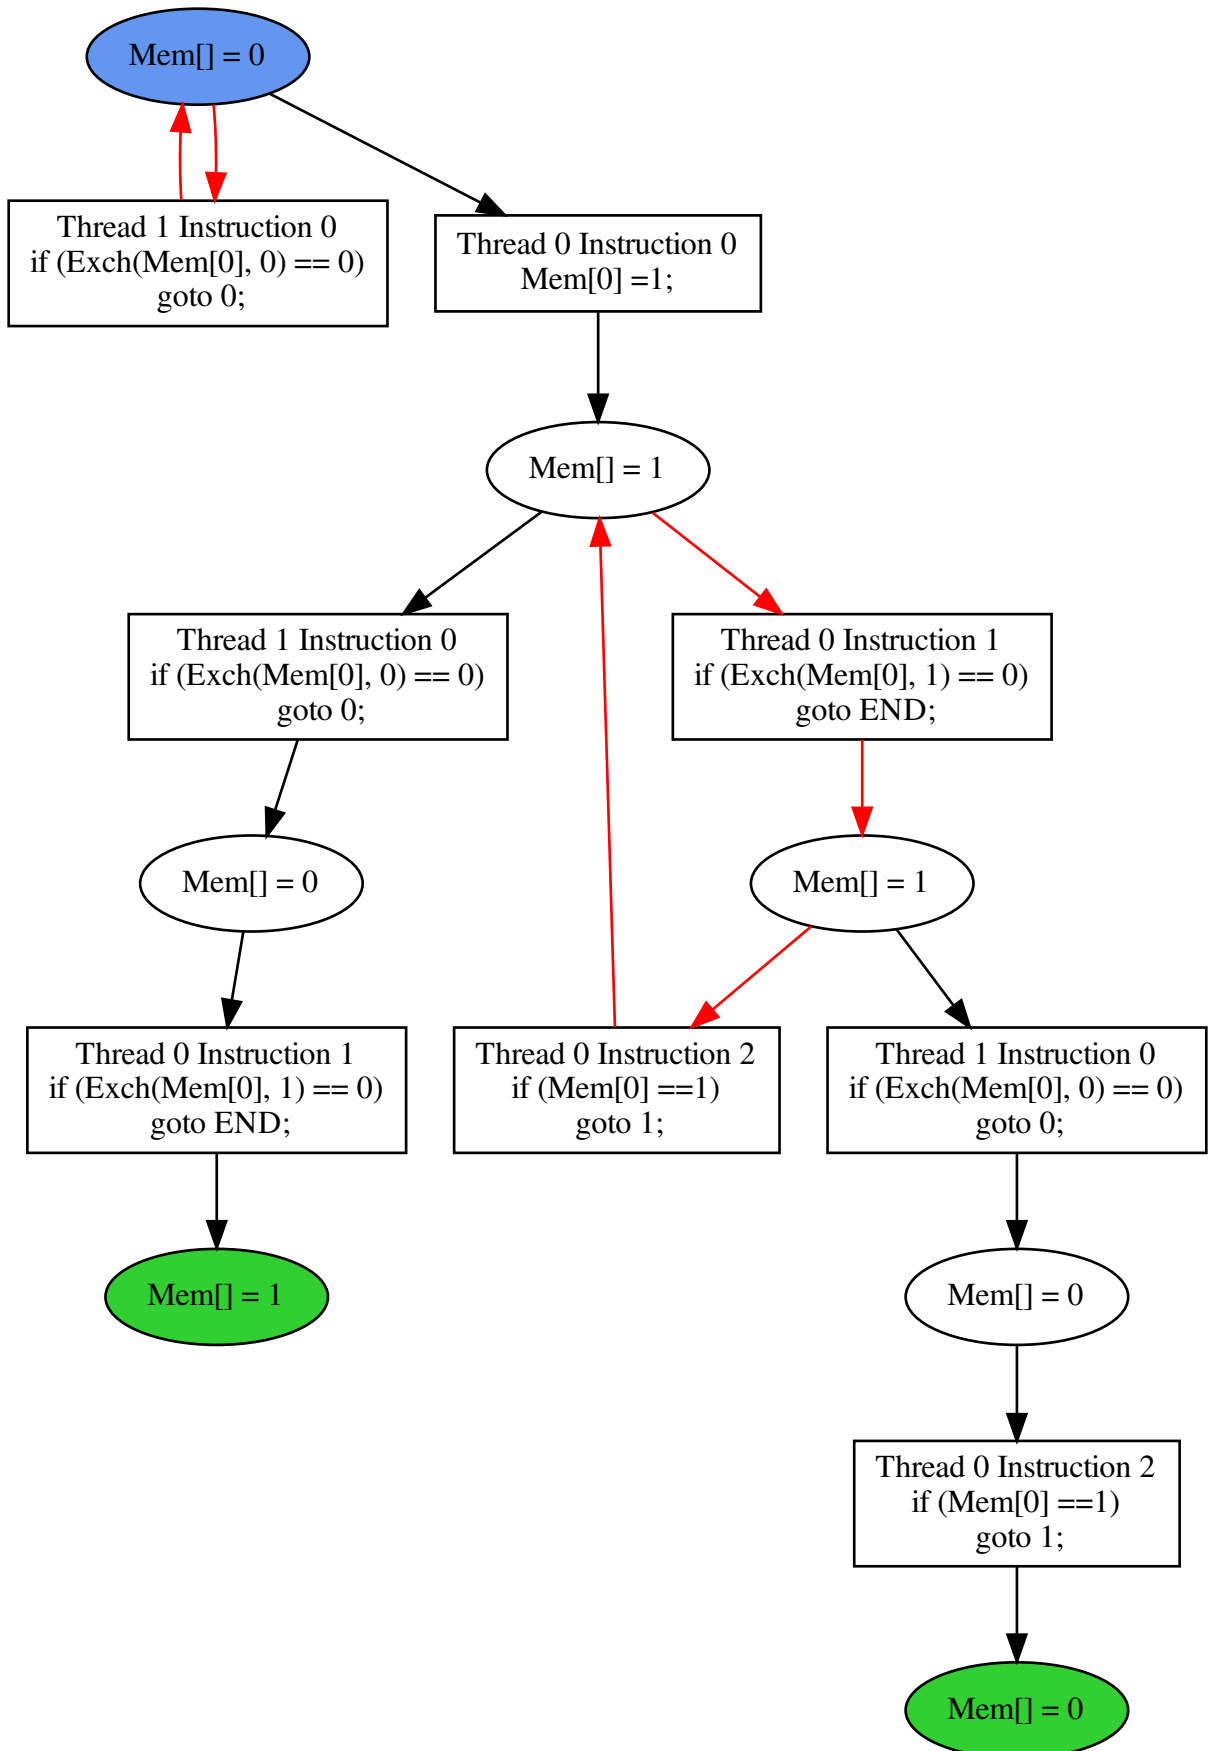 Mem[] = 0
Thread 1 Instruction 0
if (Exch(Mem[0], 0) == 0)
goto 0;
Thread 0 Instruction 0
Mem[0] =1;
Mem[] = 1
Thread 1 Instruction 0
if (Exch(Mem[0], 0) == 0)
goto 0;
Thread 0 Instruction 1
if (Exch(Mem[0], 1) == 0)
goto END;
Mem[] = 0
Mem[] = 1
Thread 0 Instruction 1
if (Exch(Mem[0], 1) == 0)
goto END;
Thread 0 Instruction 2
if (Mem[0] ==1)
goto 1;
Thread 1 Instruction 0
if (Exch(Mem[0], 0) == 0)
goto 0;
Mem[] = 1
Mem[] = 0
Thread 0 Instruction 2
if (Mem[0] ==1)
goto 1;
Mem[] = 0